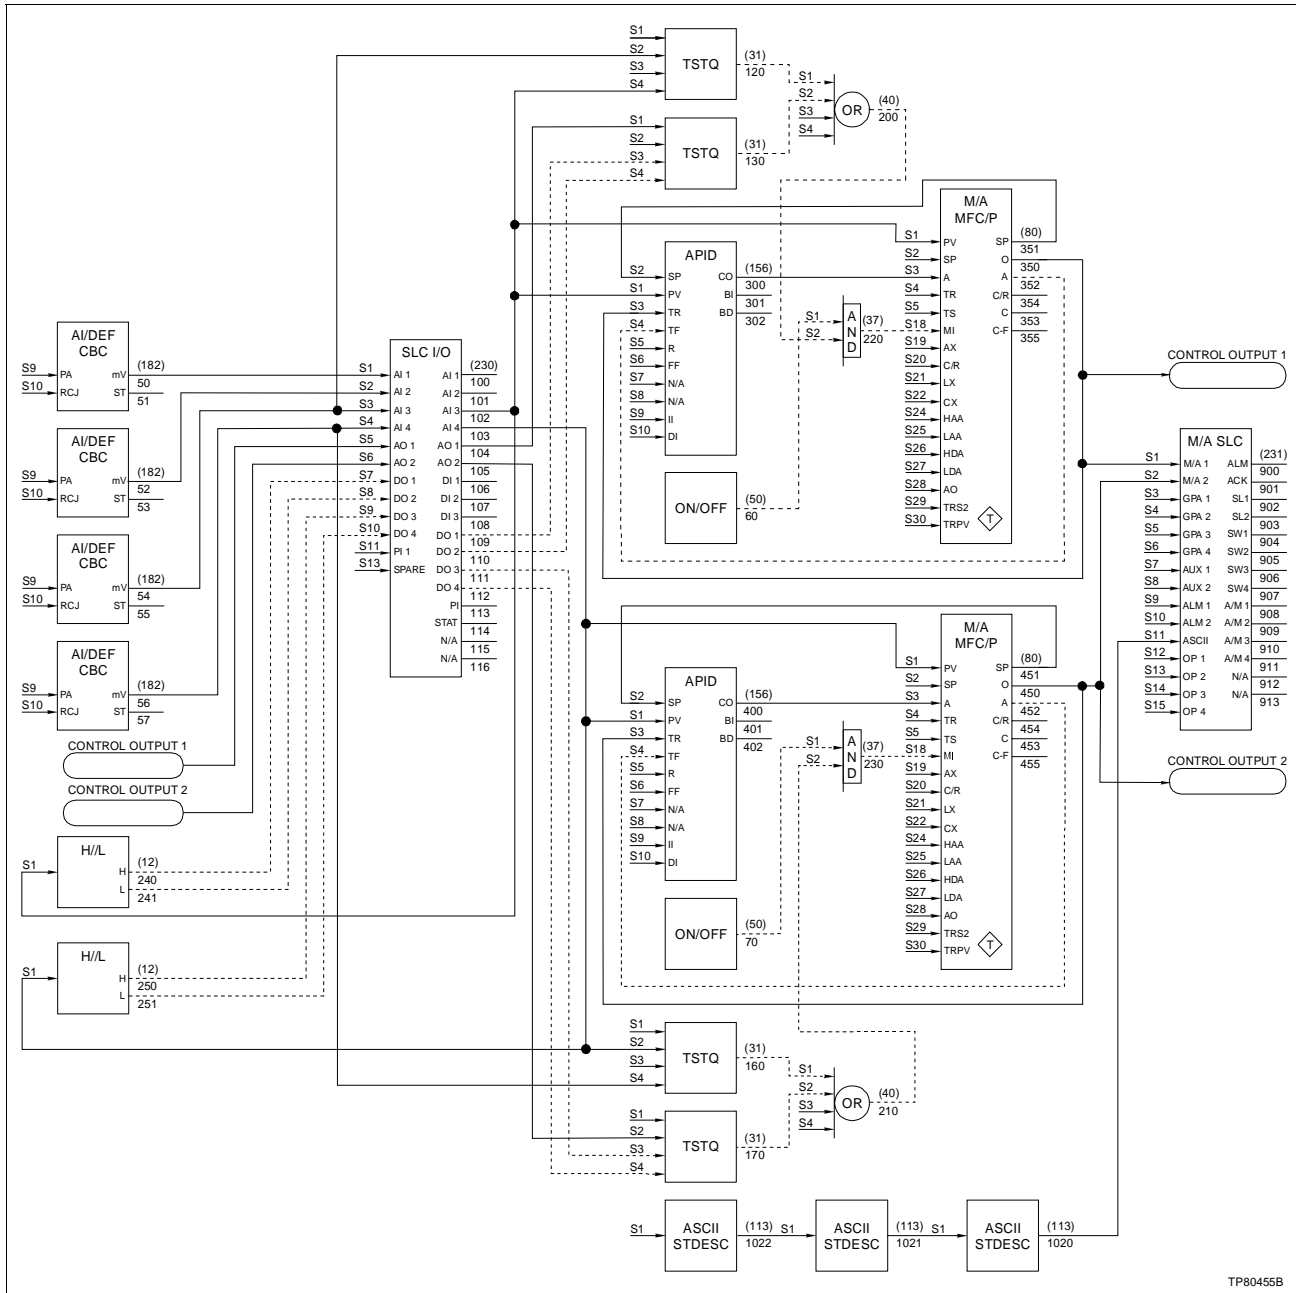 S1
S2
S3
S4
TSTQ
(31)
120
S1
S2
S3
S4
OR
(40)
200
S1
S2
S3
S4
TSTQ
(31)
130
M/A
MFC/P
S1 PV SP (80)
351
S2 SP O
350
S3 A A
352
S4 TR C/R
354
S5 TS C
353
S18 MI C-F
355
S19 AX
S20 C/R
S21 LX
S22 CX
S24 HAA
S25 LAA
S26 HDA
S27 LDA
S28 AO
S29 TRS2
S30 TRPV
T
APID
S2 SP CO (156)
300
S1 PV BI
301
S3 TR BD
302
S4 TF
S5 R
S6 FF
S7 N/A
S8 N/A
S9 II
S10 DI
S1
S2
A
N
D
(37)
220
ON/OFF
(50)
60
AI/DEF
CBC
S9 PA mV (182)
50
S10 RCJ ST
51
AI/DEF
CBC
S9 PA mV (182)
52
S10 RCJ ST
53
AI/DEF
CBC
S9 PA mV (182)
54
S10 RCJ ST
55
AI/DEF
CBC
S9 PA mV (182)
56
S10 RCJ ST
57
CONTROL OUTPUT 1
CONTROL OUTPUT 2
H//L
S1 H (12)
240
L
241
H//L
S1 H (12)
250
L
251
SLC I/O
S1 AI 1 AI 1 (230)
100
S2 AI 2 AI 2
101
S3 AI 3 AI 3
102
S4 AI 4 AI 4
103
S5 AO 1 AO 1
104
S6 AO 2 AO 2
105
S7 DO 1 DI 1
106
S8 DO 2 DI 2
107
S9 DO 3 DI 3
108
S10 DO 4 DO 1
109
S11 PI 1 DO 2
110
S13 SPARE DO 3
111
DO 4
112
PI
113
STAT
114
N/A
115
N/A
116
CONTROL OUTPUT 1
M/A SLC
S1 M/A 1 ALM (231)
900
S2 M/A 2 ACK
901
S3 GPA 1 SL1
902
S4 GPA 2 SL2
903
S5 GPA 3 SW1
904
S6 GPA 4 SW2
905
S7 AUX 1 SW3
906
S8 AUX 2 SW4
907
S9 ALM 1 A/M 1
908
S10 ALM 2 A/M 2
909
S11 ASCII A/M 3
910
S12 OP 1 A/M 4
911
S13 OP 2 N/A
912
S14 OP 3 N/A
913
S15 OP 4
CONTROL OUTPUT 2
M/A
MFC/P
S1 PV SP (80)
451
S2 SP O
450
S3 A A
452
S4 TR C/R
454
S5 TS C
453
S18 MI C-F
455
S19 AX
S20 C/R
S21 LX
S22 CX
S24 HAA
S25 LAA
S26 HDA
S27 LDA
S28 AO
S29 TRS2
S30 TRPV
T
APID
S2 SP CO (156)
400
S1 PV BI
401
S3 TR BD
402
S4 TF
S5 R
S6 FF
S7 N/A
S8 N/A
S9 II
S10 DI
S1
S2
A
N
D
(37)
230
ON/OFF
(50)
70
S1
S2
S3
S4
TSTQ
(31)
160
S1
S2
S3
S4
OR
(40)
210
S1
S2
S3
S4
TSTQ
(31)
170
S1
ASCII
STDESC
(113)
1022
S1
ASCII
STDESC
(113)
1021
S1
ASCII
STDESC
(113)
1020
TP80455B